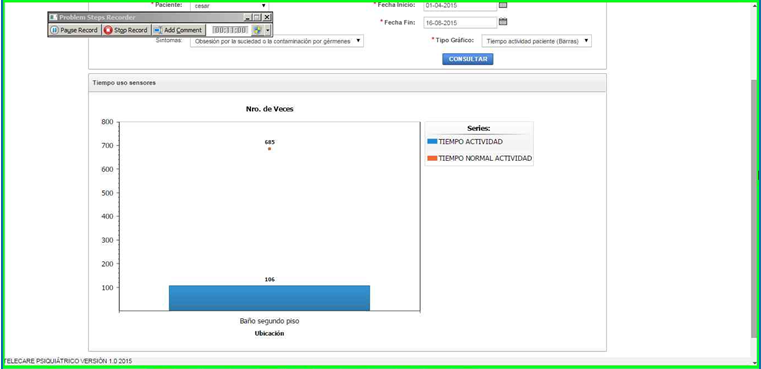 * Paciente: cesar
* Fecha Inicio: 01-04-2015
Problem Steps Recorder
Pause Record Stop Record Add Comment 00:11:00
* Fecha Fin: 16-06-2015
Síntomas: Obsesión por la suciedad o la contaminación por gérmenes
* Tipo Gráfico: Tiempo actividad paciente (Barras)
CONSULTAR
Tiempo uso sensores
Nro. de Veces
800
700
600
500
400
300
200
100
685
106
Baño segundo piso
Ubicación
Series:
TIEMPO ACTIVIDAD
TIEMPO NORMAL ACTIVIDAD
TELECARE PSIQUIÁTRICO VERSIÓN 1.0 2015